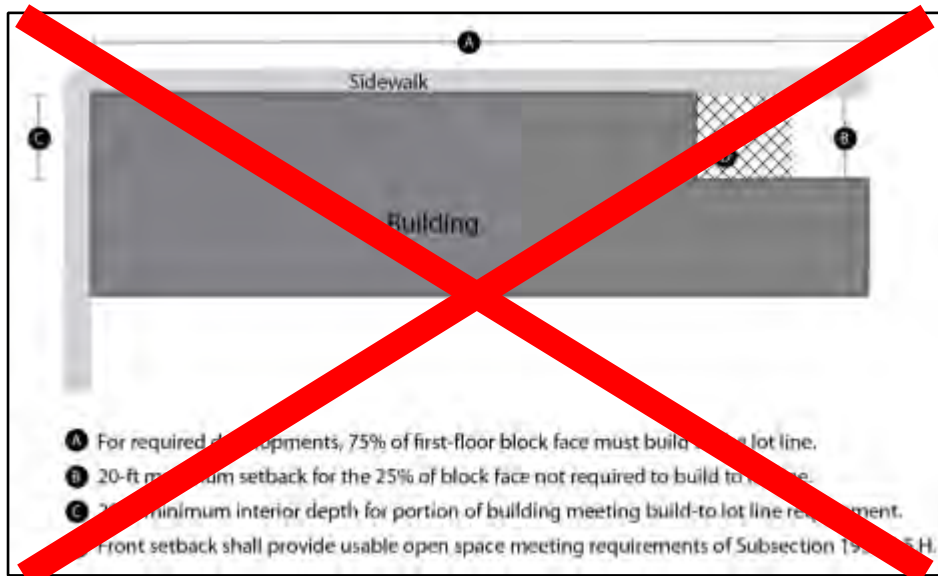 A
Sidewalk
C
B
Building
A For required developments, 75% of first-floor block face must build lot line.
B 20-ft maximum setback for the 25% of block face not required to build to
C minimum interior depth for portion of building meeting build-to lot line requirement.
Front setback shall provide usable open space meeting requirements of Subsection